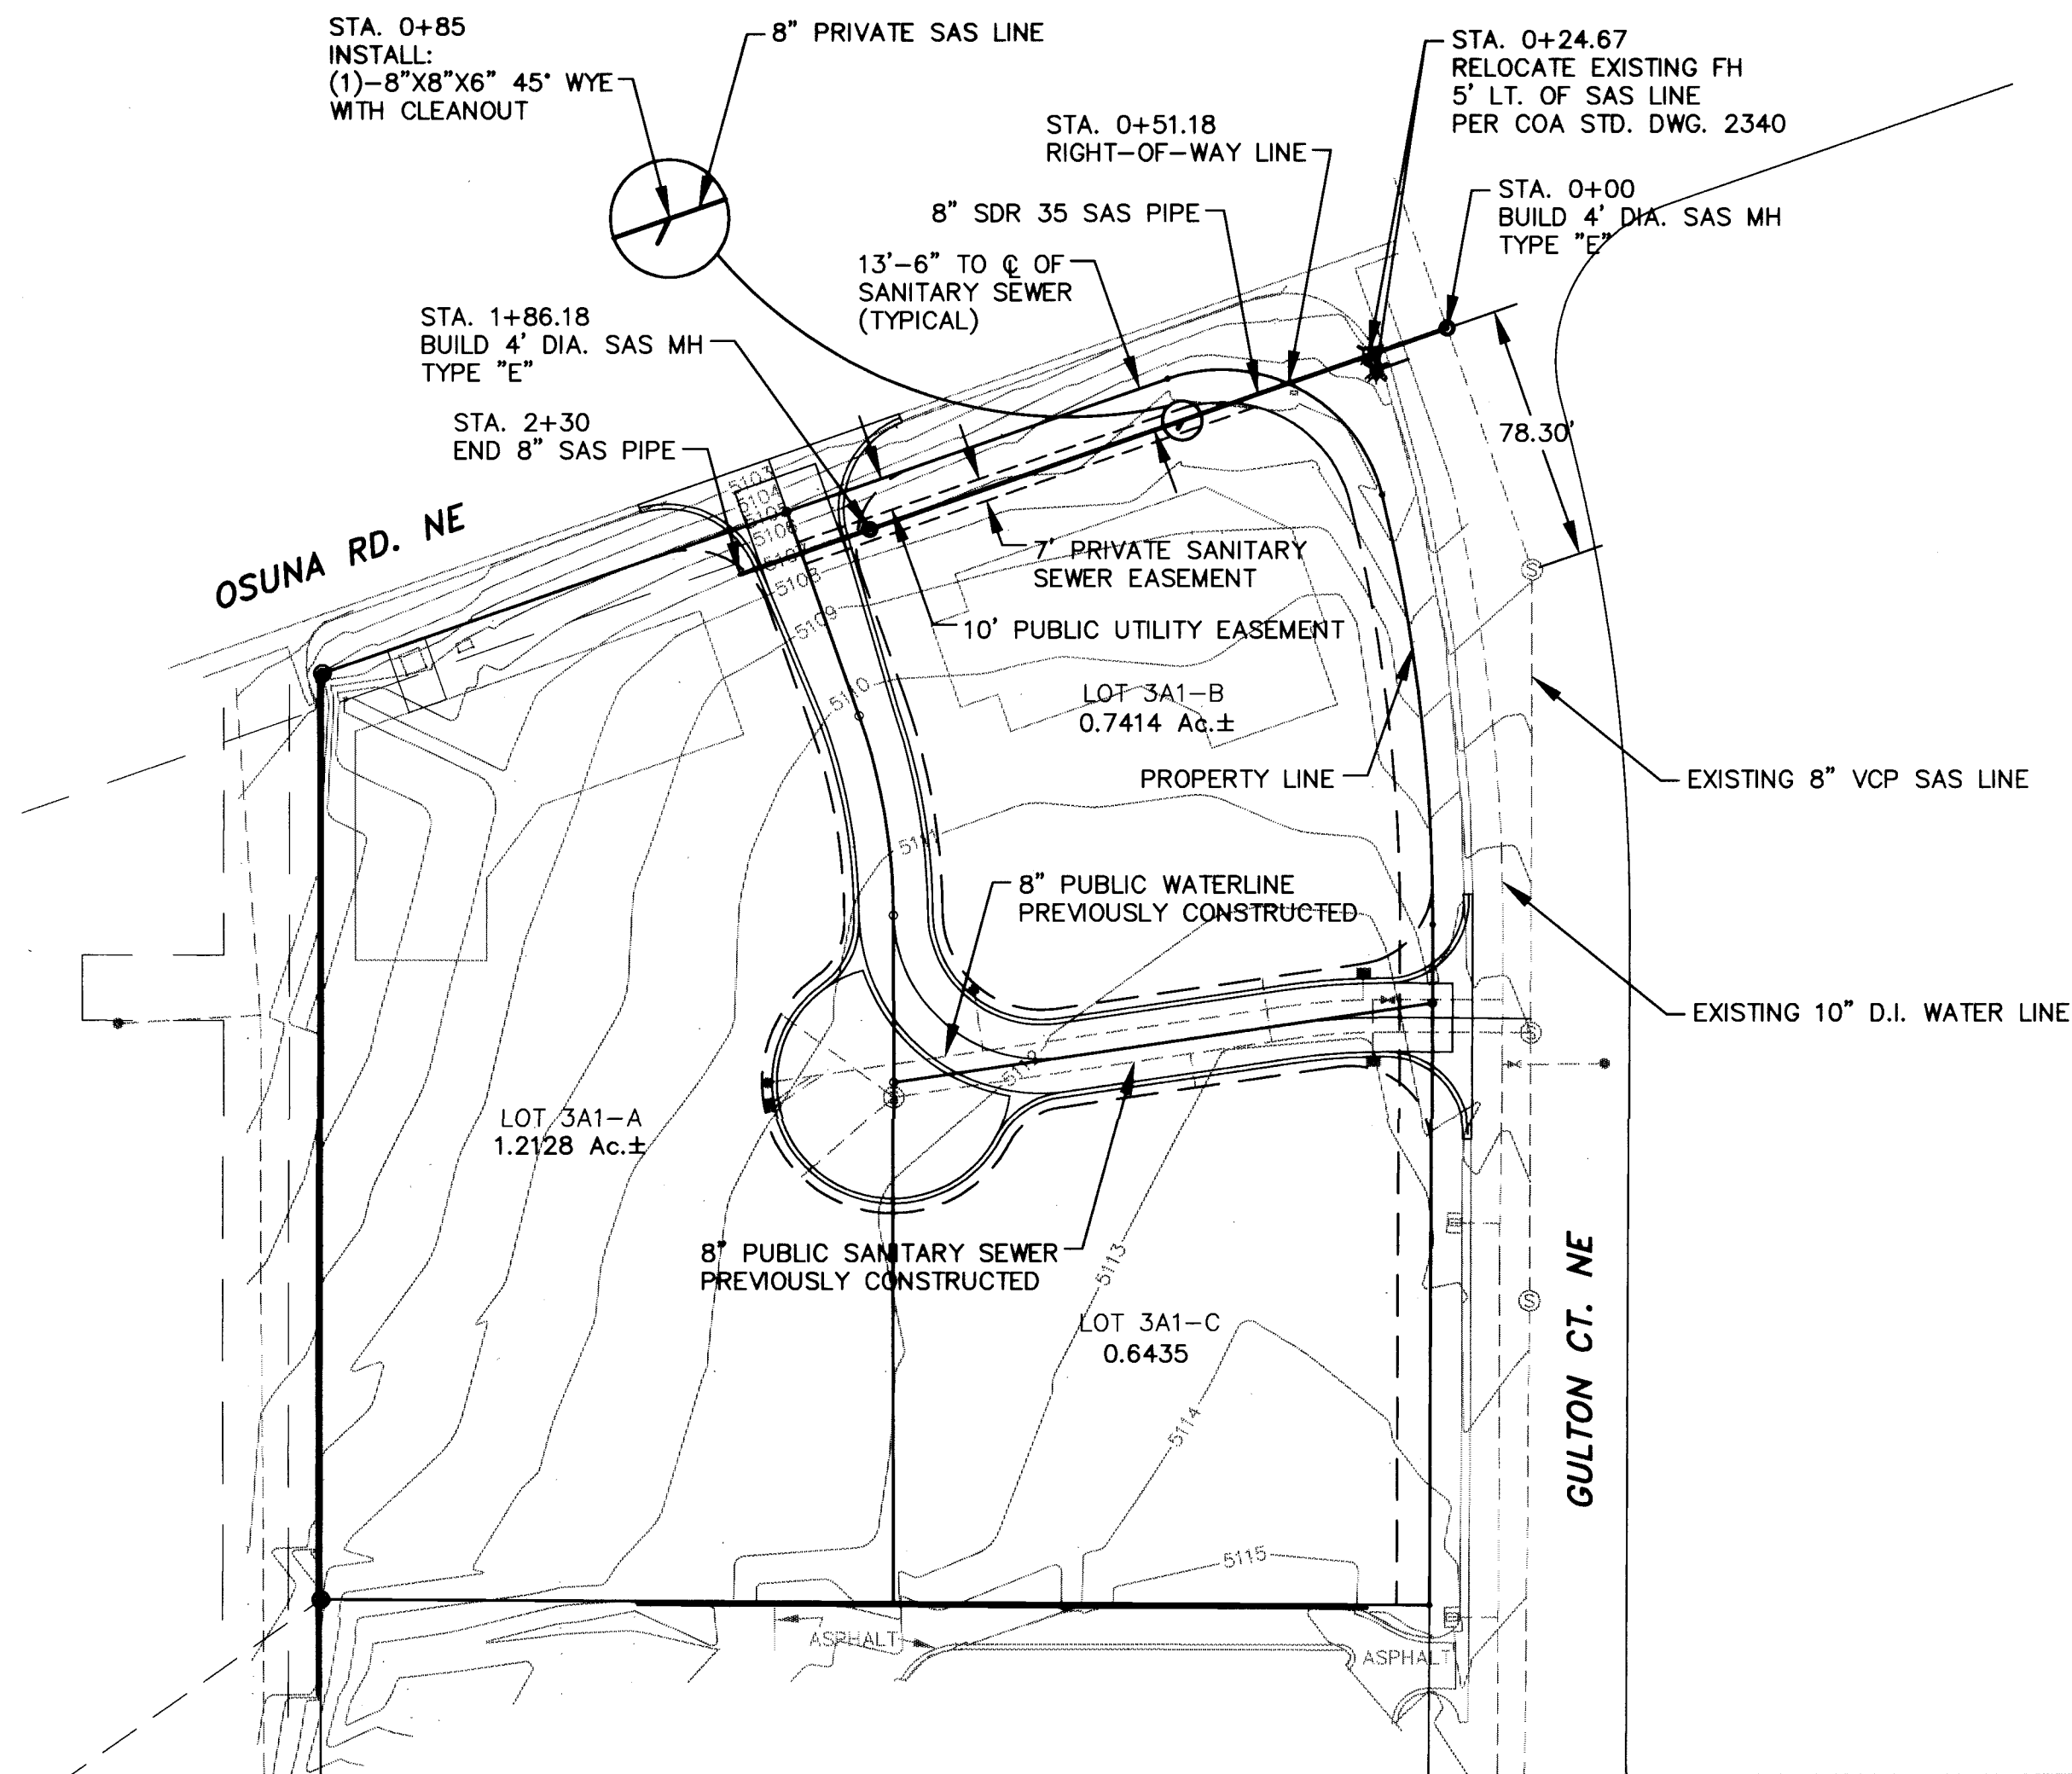 STA. 0+85
INSTALL:
(1)-8"X8"X6" 45° WYE
WITH CLEANOUT
8" PRIVATE SAS LINE
STA. 0+24.67
RELOCATE EXISTING FH
5' LT. OF SAS LINE
PER COA STD. DWG. 2340
STA. 0+51.18
RIGHT-OF-WAY LINE
STA. 0+00
BUILD 4' DIA. SAS MH
TYPE "E"
8" SDR 35 SAS PIPE
13'-6" TO ℄ OF
SANITARY SEWER
(TYPICAL)
STA. 1+86.18
BUILD 4' DIA. SAS MH
TYPE "E"
STA. 2+30
END 8" SAS PIPE
78.30'
OSUNA RD. NE
5103
5104
5105
5106
5107
5108
5109
5110
7' PRIVATE SANITARY
SEWER EASEMENT
S
10' PUBLIC UTILITY EASEMENT
LOT 3A1-B
0.7414 Ac.±
PROPERTY LINE
EXISTING 8" VCP SAS LINE
5111
8" PUBLIC WATERLINE
PREVIOUSLY CONSTRUCTED
EXISTING 10" D.I. WATER LINE
S
5112
S
LOT 3A1-A
1.2128 Ac.±
8" PUBLIC SANITARY SEWER
PREVIOUSLY CONSTRUCTED
5113
S
LOT 3A1-C
0.6435
GULTON CT. NE
5114
5115
ASPHALT
ASPHALT